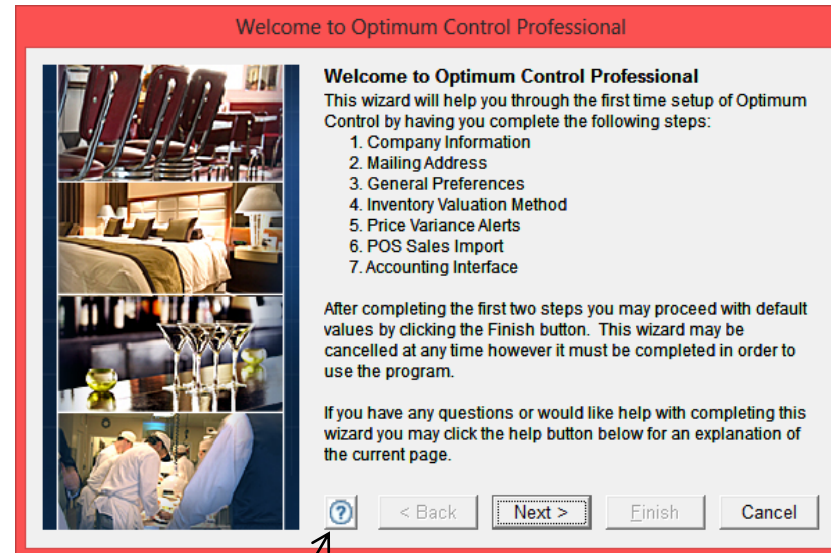 Welcome to Optimum Control Professional
Welcome to Optimum Control Professional
This wizard will help you through the first time setup of Optimum
Control by having you complete the following steps:
1. Company Information
2. Mailing Address
3. General Preferences
4. Inventory Valuation Method
5. Price Variance Alerts
6. POS Sales Import
7. Accounting Interface
After completing the first two steps you may proceed with default
values by clicking the Finish button. This wizard may be
cancelled at any time however it must be completed in order to
use the program.
If you have any questions or would like help with completing this
wizard you may click the help button below for an explanation of
the current page.
? < Back Next > Finish Cancel